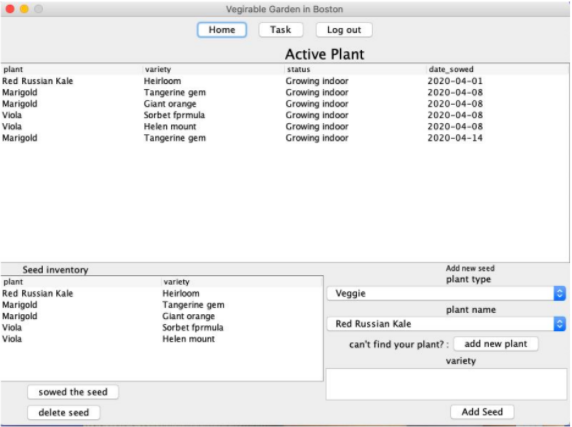 Vegirable Garden in Boston
Home Task Log out
Active Plant
plant variety status date_sowed
Red Russian Kale Heirloom Growing indoor 2020-04-01
Marigold Tangerine gem Growing indoor 2020-04-08
Marigold Giant orange Growing indoor 2020-04-08
Viola Sorbet fprmula Growing indoor 2020-04-08
Viola Helen mount Growing indoor 2020-04-08
Marigold Tangerine gem Growing indoor 2020-04-14
Seed inventory
plant variety
Red Russian Kale Heirloom
Marigold Tangerine gem
Marigold Giant orange
Viola Sorbet fprmula
Viola Helen mount
sowed the seed
delete seed
Add new seed
plant type
Veggie
plant name
Red Russian Kale
can't find your plant? : add new plant
variety
Add Seed